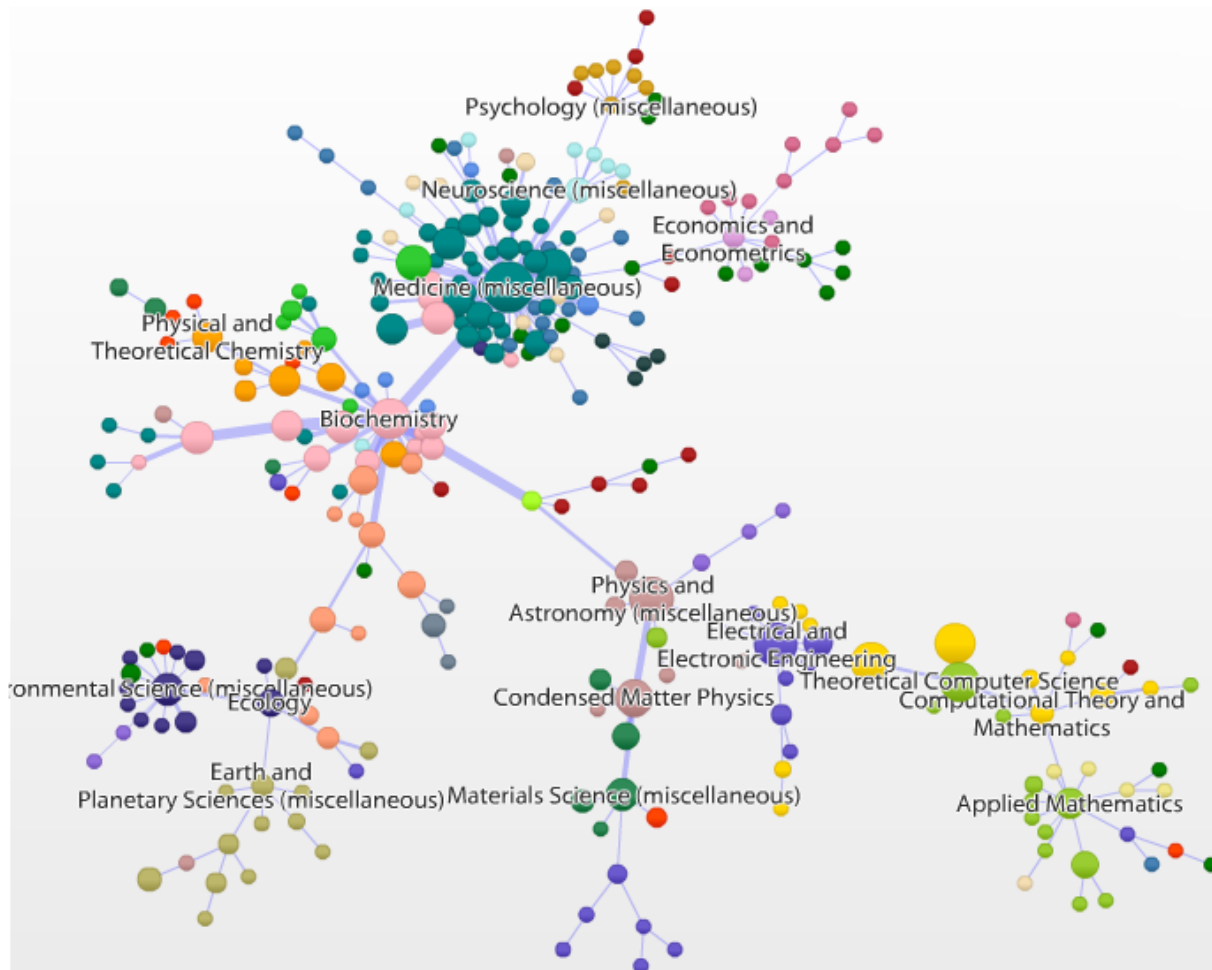 Psychology (miscellaneous)
Neuroscience (miscellaneous)
Economics and
Econometrics
Medicine (miscellaneous)
Physical and
Theoretical Chemistry
Biochemistry
Physics and
Astronomy (miscellaneous)
Electrical and
Electronic Engineering
Theoretical Computer Science
Computational Theory and
Mathematics
ronmental Science (miscellaneous)
Ecology
Condensed Matter Physics
Earth and
Planetary Sciences (miscellaneous)
Materials Science (miscellaneous)
Applied Mathematics